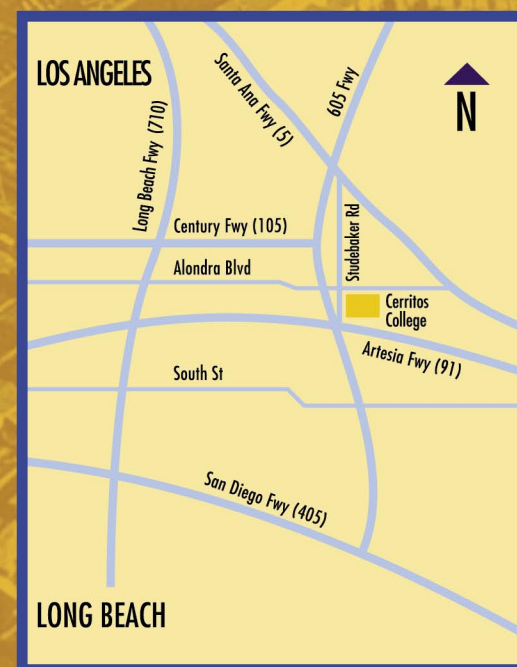 LOS ANGELES
N
Santa Ana Fwy (5)
605 Fwy
Long Beach Fwy (710)
Century Fwy (105)
Studebaker Rd
Alondra Blvd
Cerritos
College
Artesia Fwy (91)
South St
San Diego Fwy (405)
LONG BEACH